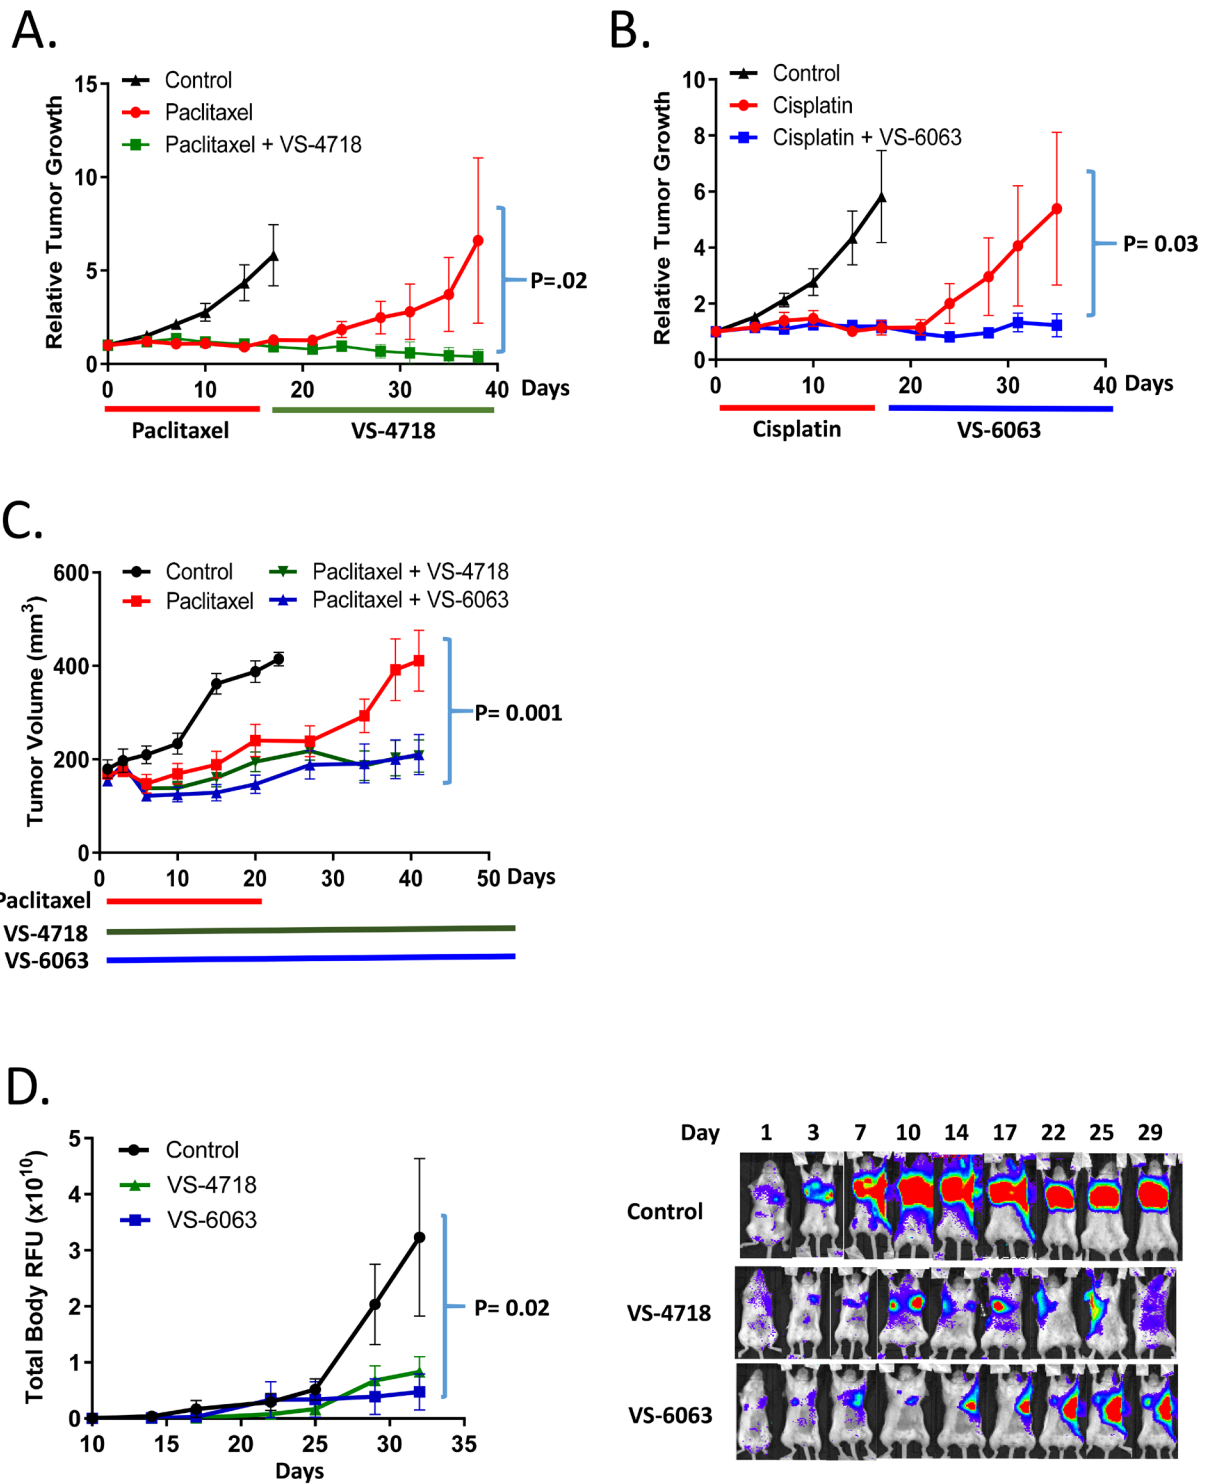 A.
Control
Paclitaxel
Paclitaxel + VS-4718
Relative Tumor Growth
15
10
5
0
0 10 20 30 40 Days
P=.02
Paclitaxel VS-4718
B.
Control
Cisplatin
Cisplatin + VS-6063
Relative Tumor Growth
10
8
6
4
2
0
0 10 20 30 40 Days
P= 0.03
Cisplatin VS-6063
C.
Control Paclitaxel + VS-4718
Paclitaxel Paclitaxel + VS-6063
Tumor Volume (mm3)
600
400
200
0
0 10 20 30 40 50 Days
P= 0.001
Paclitaxel
VS-4718
VS-6063
D.
Control
VS-4718
VS-6063
Total Body RFU (x1010)
5
4
3
2
1
0
10 15 20 25 30 35
Days
P= 0.02
Day 1 3 7 10 14 17 22 25 29
Control
VS-4718
VS-6063